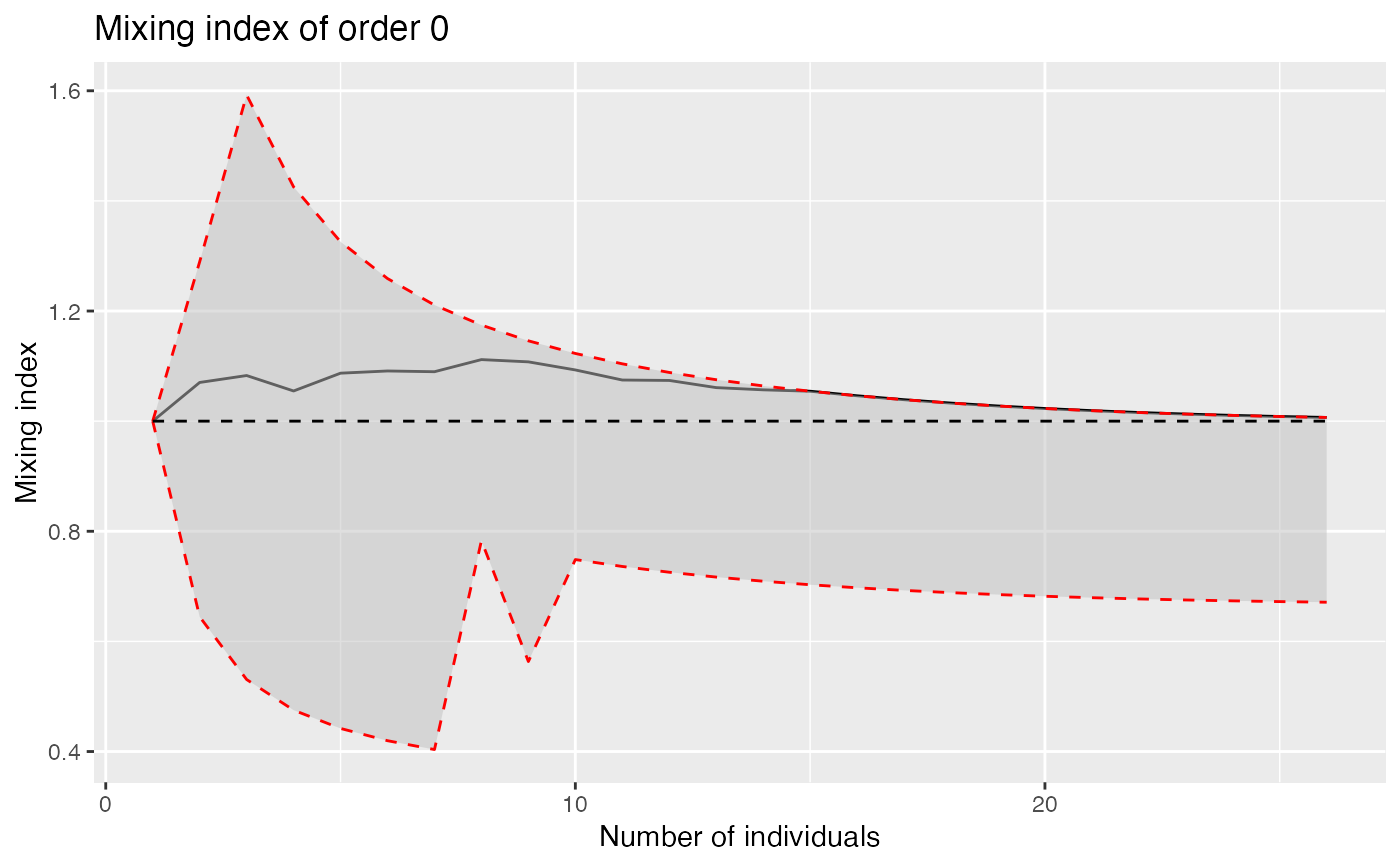 Mixing index of order 0
1.6
1.2
0.8
0.4
Mixing index
0 10 20
Number of individuals